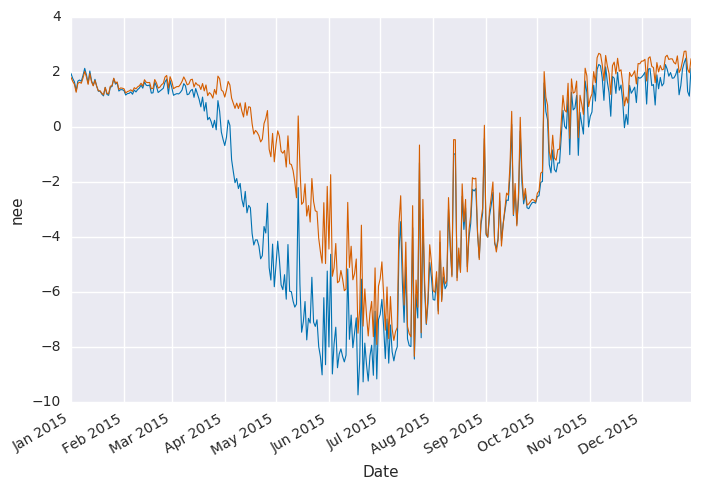 4
2
0
−2
−4
−6
−8
−10
nee
Jan 2015
Feb 2015
Mar 2015
Apr 2015
May 2015
Jun 2015
Jul 2015
Aug 2015
Sep 2015
Oct 2015
Nov 2015
Dec 2015
Date